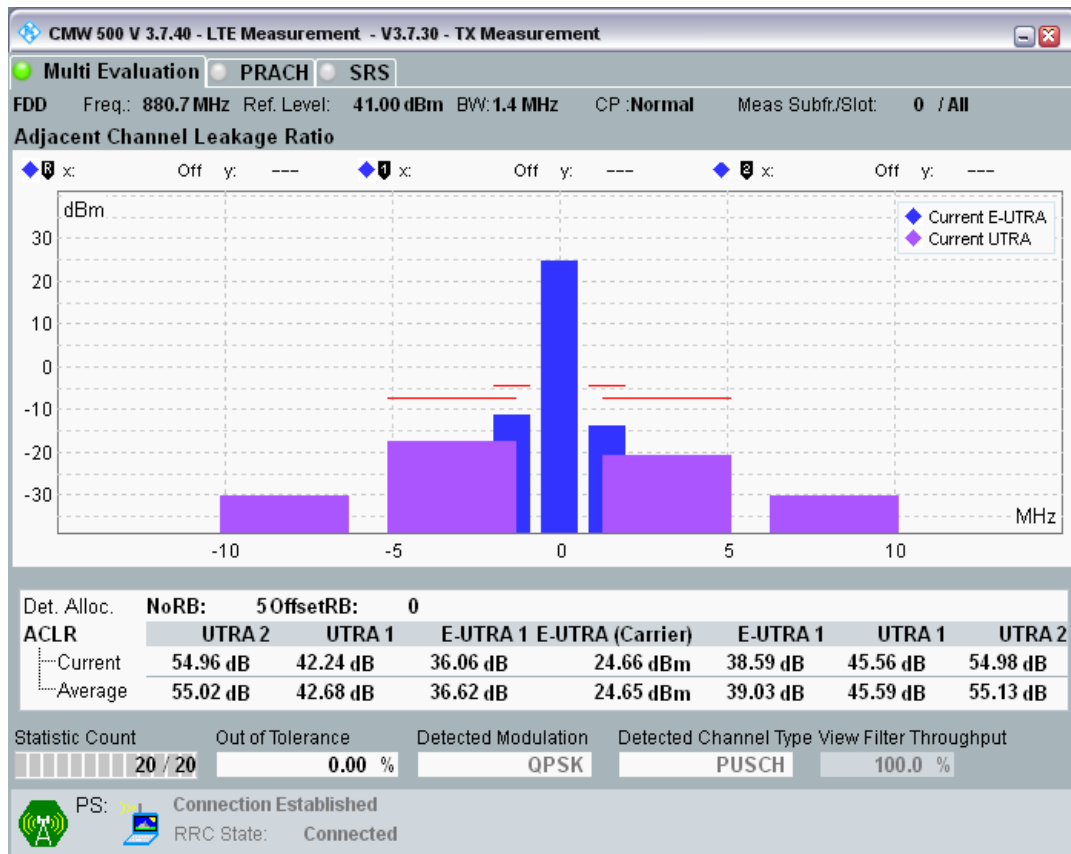 CMW 500 V 3.7.40 - LTE Measurement - V3.7.30 - TX Measurement
Multi Evaluation PRACH SRS
FDD Freq.: 880.7 MHz Ref. Level: 41.00 dBm BW: 1.4 MHz CP :Normal Meas Subfr./Slot: 0 / All
Adjacent Channel Leakage Ratio
R x: Off y: --- 1 x: Off y: --- 2 x: Off y: ---
dBm
Current E-UTRA
Current UTRA
30
20
10
0
-10
-20
-30
MHz
-10 -5 0 5 10
Det. Alloc. NoRB: 5 OffsetRB: 0
ACLR UTRA 2 UTRA 1 E-UTRA 1 E-UTRA (Carrier) E-UTRA 1 UTRA 1 UTRA 2
Current 54.96 dB 42.24 dB 36.06 dB 24.66 dBm 38.59 dB 45.56 dB 54.98 dB
Average 55.02 dB 42.68 dB 36.62 dB 24.65 dBm 39.03 dB 45.59 dB 55.13 dB
Statistic Count Out of Tolerance Detected Modulation Detected Channel Type View Filter Throughput
20 / 20 0.00 % QPSK PUSCH 100.0 %
PS: Connection Established
RRC State: Connected